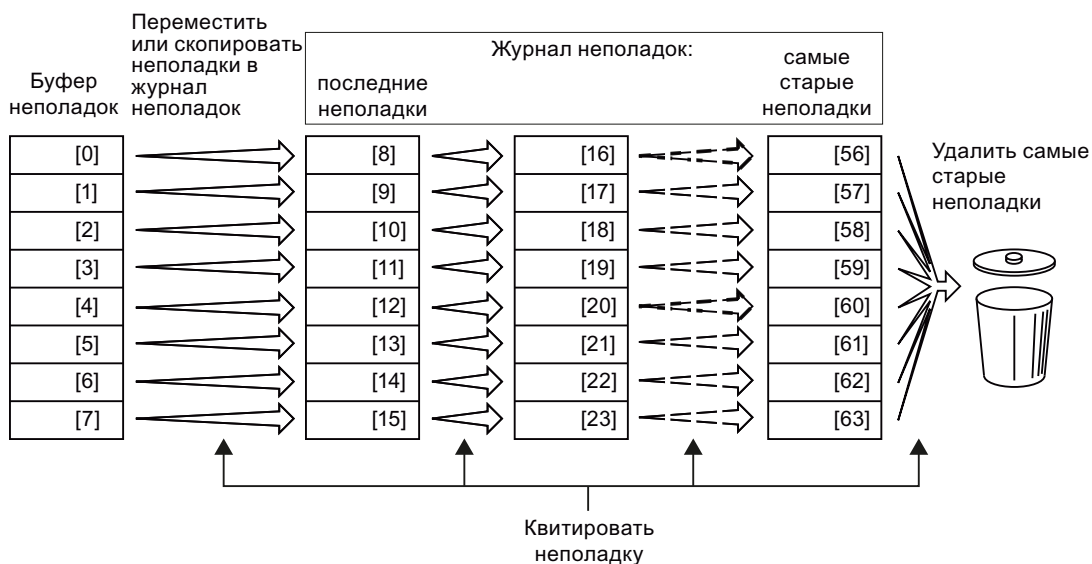 Переместить
или скопировать
неполадки в
журнал
неполадок
Буфер
неполадок
Журнал неполадок:
последние
неполадки
самые
старые
неполадки
[0] [8] [16] [56]
[1] [9] [17] [57]
[2] [10] [18] [58]
[3] [11] [19] [59]
[4] [12] [20] [60]
[5] [13] [21] [61]
[6] [14] [22] [62]
[7] [15] [23] [63]
Удалить самые
старые
неполадки
Квитировать
неполадку